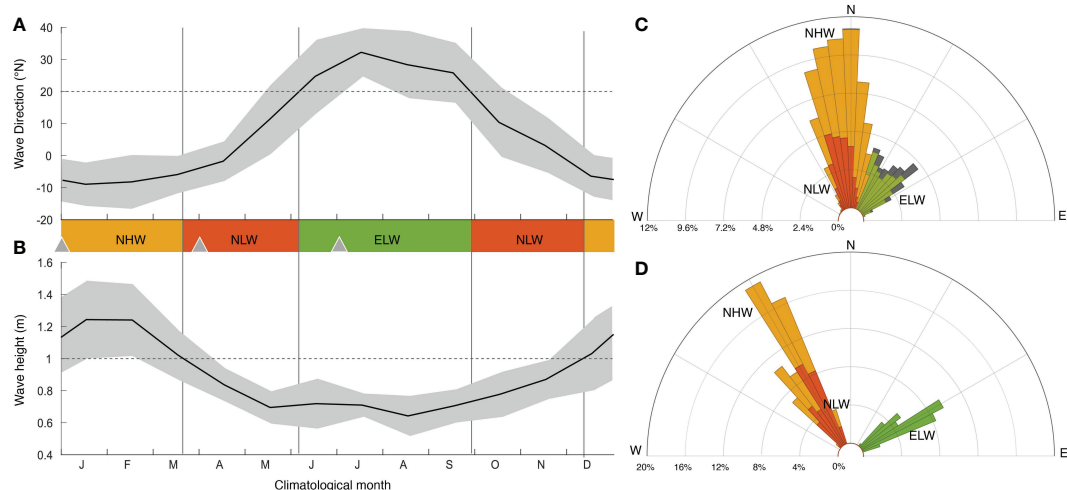 A
Wave Direction (°N)
40
30
20
10
0
-10
-20
NHW
NLW
ELW
NLW
B
Wave height (m)
1.6
1.4
1.2
1
0.8
0.6
0.4
J F M A M J J A S O N D
Climatological month
C
N
NHW
NLW
ELW
W
E
12% 9.6% 7.2% 4.8% 2.4% 0%
D
N
NHW
NLW
ELW
W
E
20% 16% 12% 8% 4% 0%